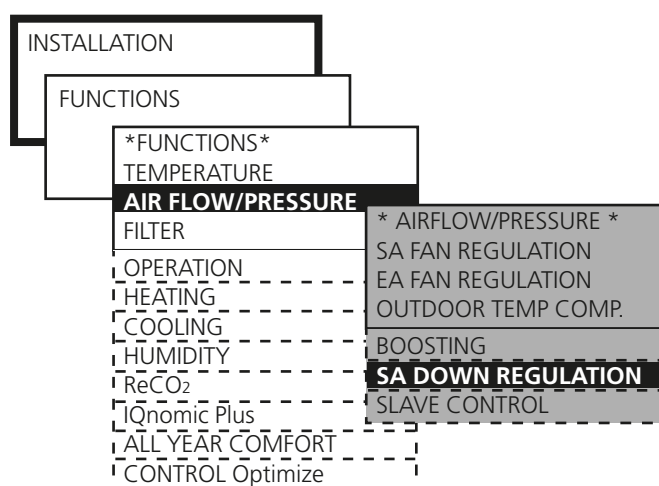 INSTALLATION
FUNCTIONS
*FUNCTIONS*
TEMPERATURE
AIR FLOW/PRESSURE
FILTER
OPERATION
HEATING
COOLING
HUMIDITY
ReCO2
IQnomic Plus
ALL YEAR COMFORT
CONTROL Optimize
* AIRFLOW/PRESSURE *
SA FAN REGULATION
EA FAN REGULATION
OUTDOOR TEMP COMP.
BOOSTING
SA DOWN REGULATION
SLAVE CONTROL